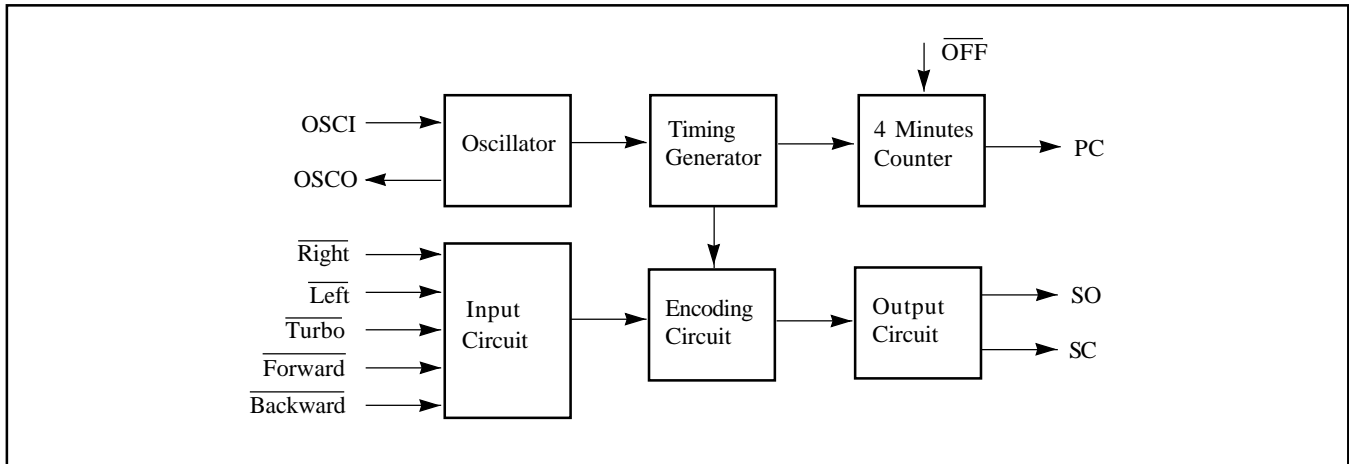 OFF
OSCI
OSCO
Oscillator
Timing
Generator
4 Minutes
Counter
PC
Right
Left
Turbo
Forward
Backward
Input
Circuit
Encoding
Circuit
Output
Circuit
SO
SC